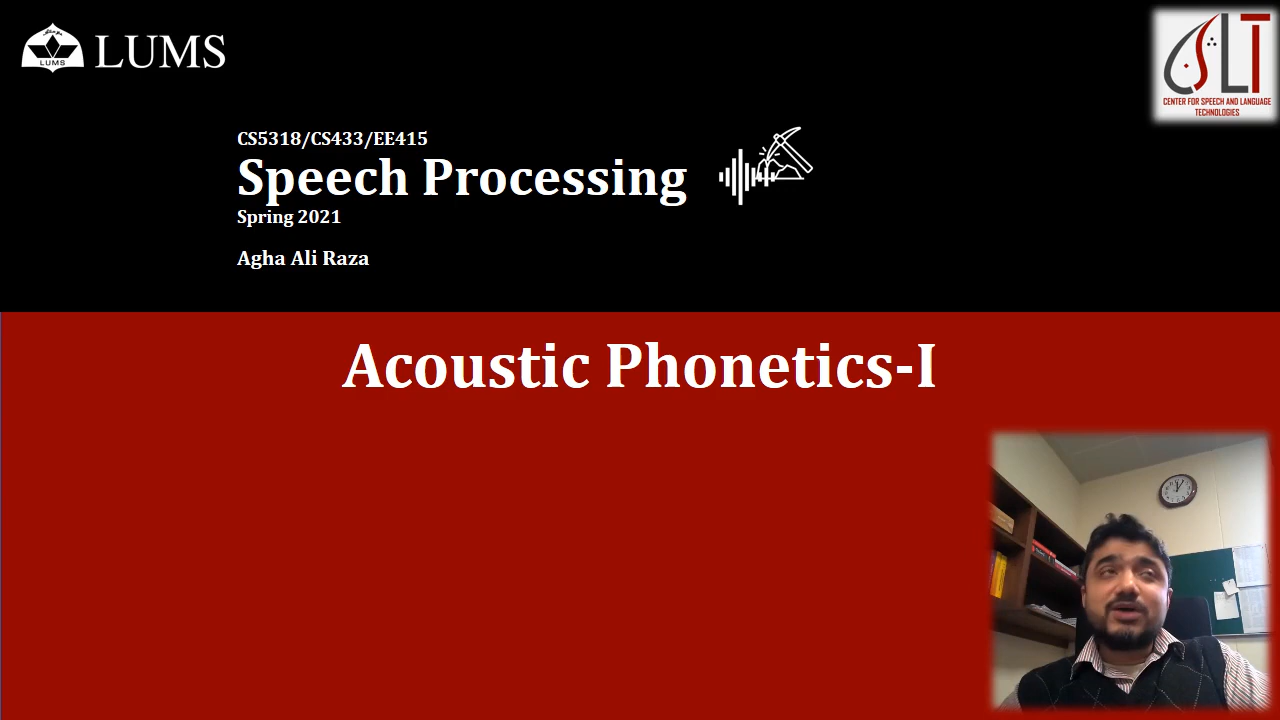 LUMS
LUMS
CENTER FOR SPEECH AND LANGUAGE
TECHNOLOGIES
CS5318/CS433/EE415
Speech Processing
Spring 2021
Agha Ali Raza
Acoustic Phonetics-I